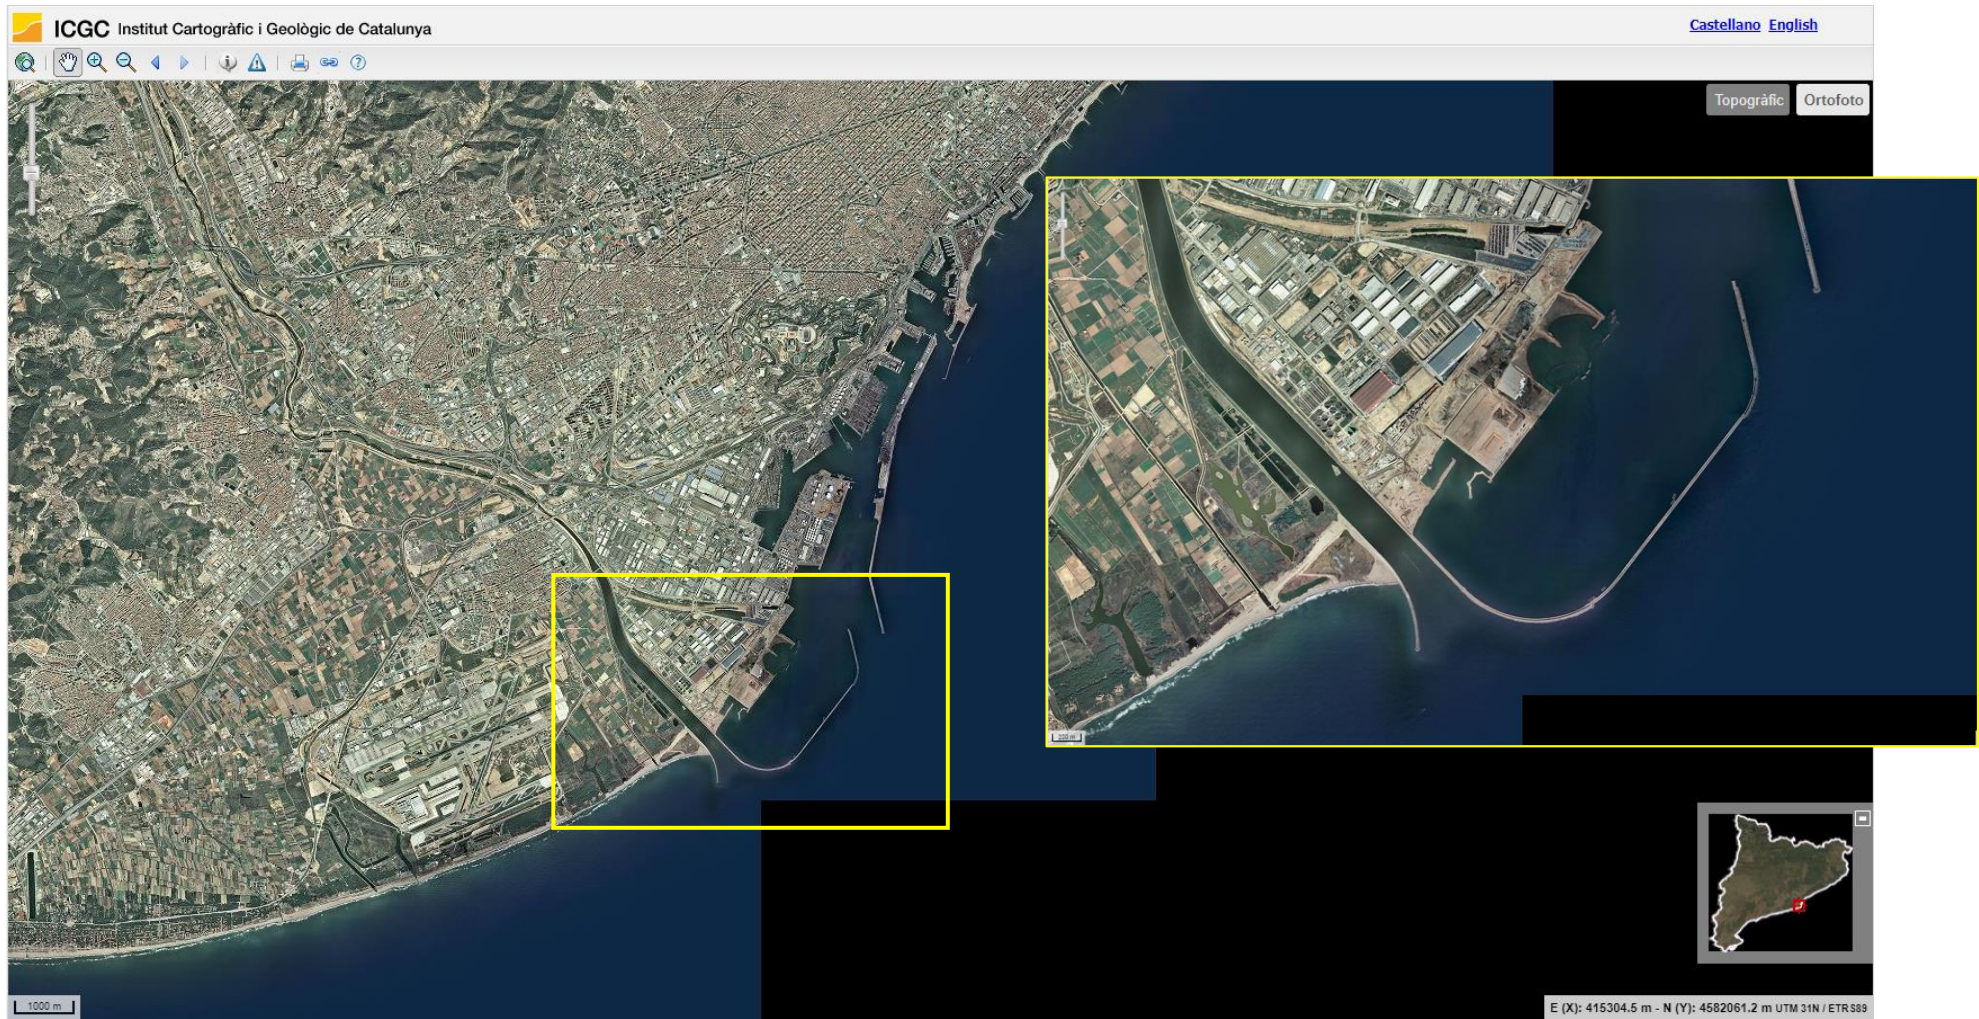 ICGC Institut Cartogràfic i Geològic de Catalunya
Castellano English
Topogràfic Ortofoto
1000 m
E (X): 415304.5 m - N (Y): 4582061.2 m UTM 31N / ETRS89